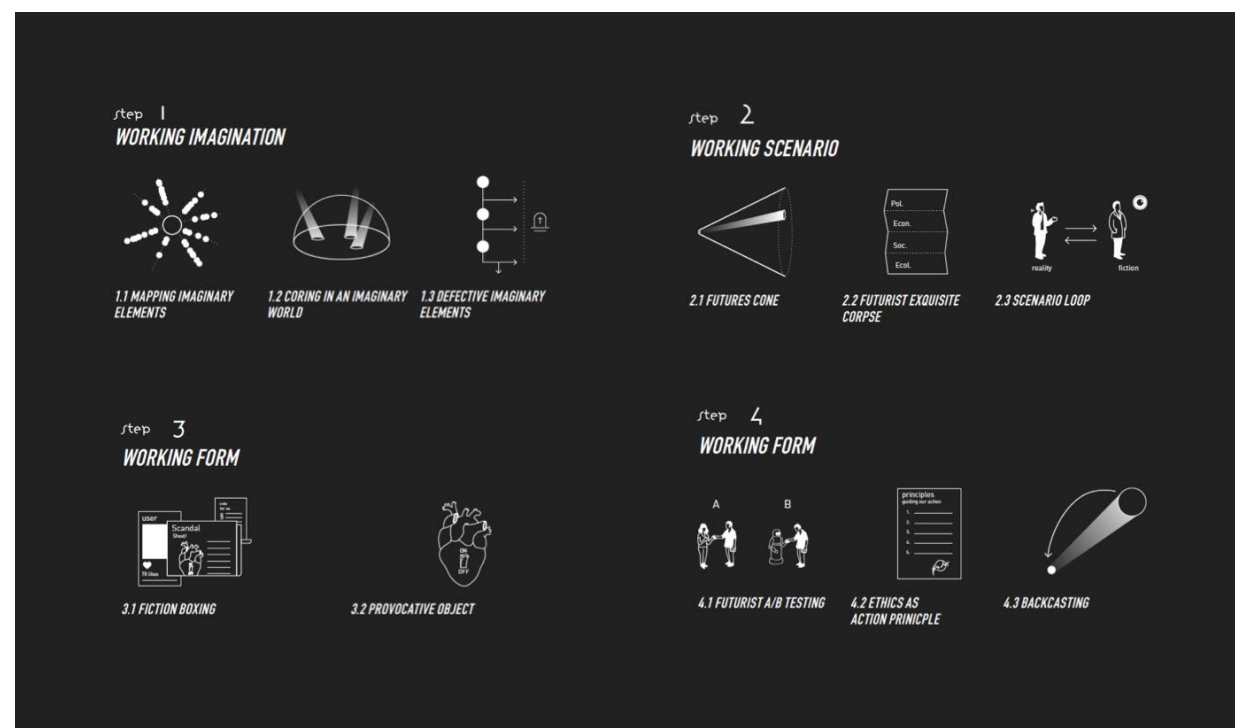 step 1
WORKING IMAGINATION
1.1 MAPPING IMAGINARY
ELEMENTS
1.2 CORING IN AN IMAGINARY
WORLD
1.3 DEFECTIVE IMAGINARY
ELEMENTS
step 2
WORKING SCENARIO
2.1 FUTURES CONE
Pol.
Econ.
Soc.
Ecol.
2.2 FUTURIST EXQUISITE
CORPSE
reality
fiction
2.3 SCENARIO LOOP
step 3
WORKING FORM
user
70 likes
Scandal
Sheet!
3.1 FICTION BOXING
ON
OFF
3.2 PROVOCATIVE OBJECT
step 4
WORKING FORM
A
B
4.1 FUTURIST A/B TESTING
principles
guiding our action
1.
2.
3.
4.
5.
4.2 ETHICS AS
ACTION PRINICPLE
4.3 BACKCASTING